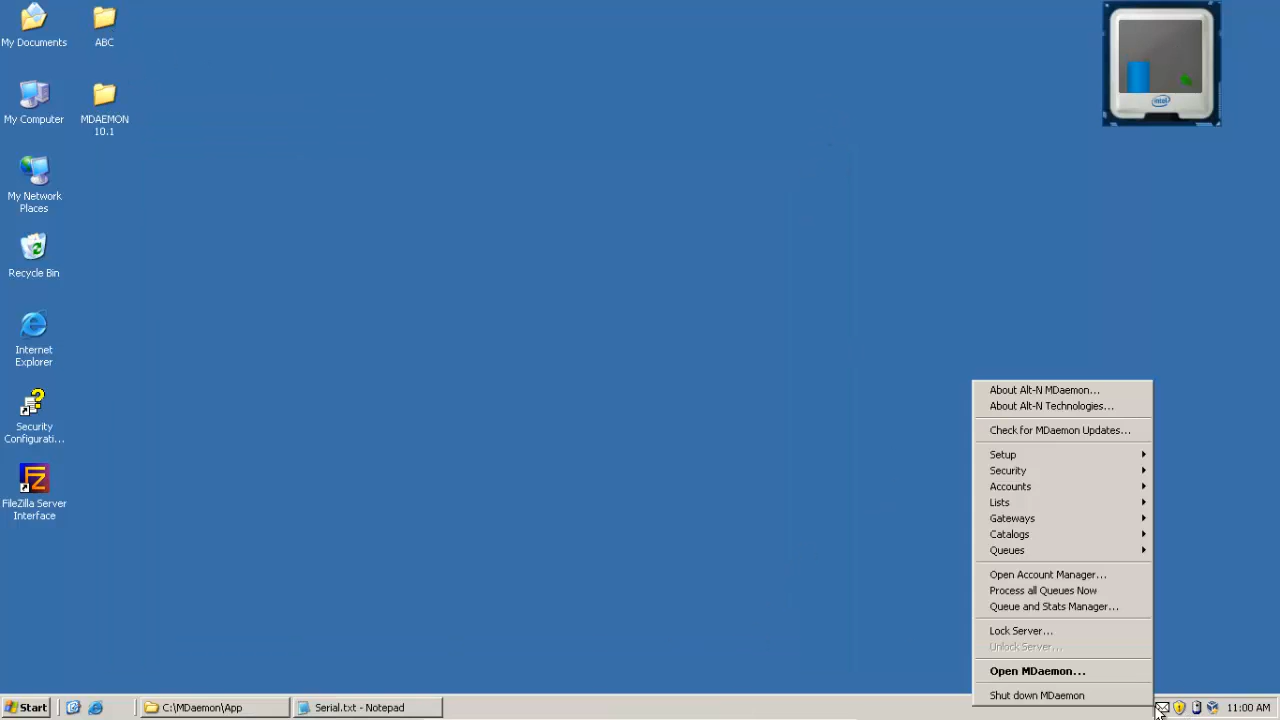 My Documents
ABC
My Computer
MDAEMON
10.1
My Network
Places
Recycle Bin
Internet
Explorer
Security
Configurati...
FileZilla Server
Interface
intel
About Alt-N MDaemon...
About Alt-N Technologies...
Check for MDaemon Updates...
Setup
Security
Accounts
Lists
Gateways
Catalogs
Queues
Open Account Manager...
Process all Queues Now
Queue and Stats Manager...
Lock Server...
Unlock Server...
Open MDaemon...
Shut down MDaemon
Start
C:\MDaemon\App
Serial.txt - Notepad
11:00 AM